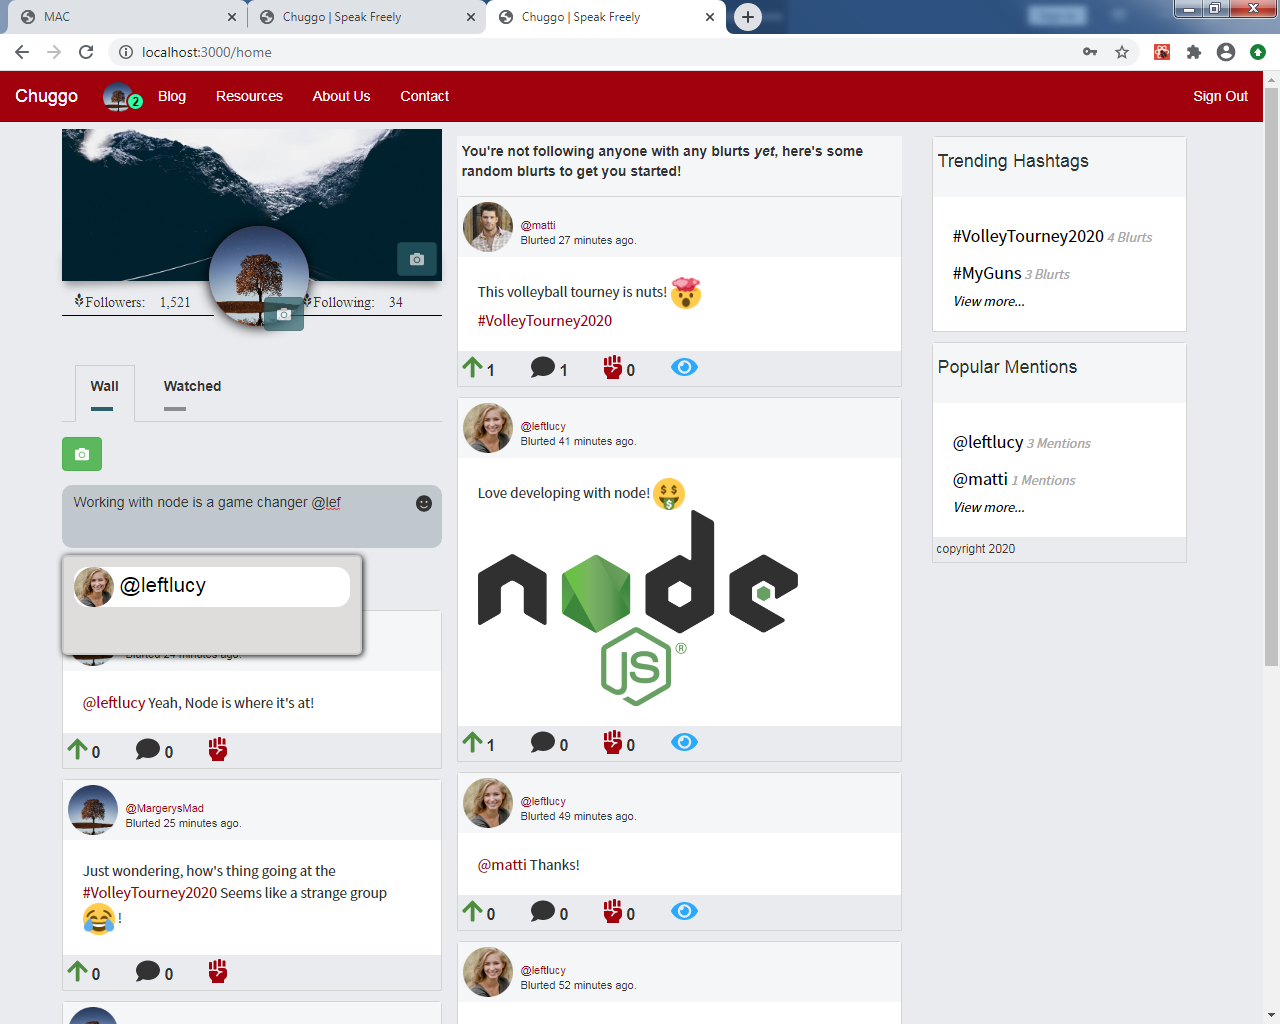 MAC
Chuggo | Speak Freely
Chuggo | Speak Freely
localhost:3000/home
Chuggo
2
Blog
Resources
About Us
Contact
Sign Out
Followers: 1,521
Following: 34
Wall
Watched
Working with node is a game changer @lef
@leftlucy
@leftlucy Yeah, Node is where it's at!
0
0
@MargerysMad
Blurted 25 minutes ago.
Just wondering, how's thing going at the
#VolleyTourney2020 Seems like a strange group
!
0
0
You're not following anyone with any blurts yet, here's some
random blurts to get you started!
@matti
Blurted 27 minutes ago.
This volleyball tourney is nuts!
#VolleyTourney2020
1
1
0
@leftlucy
Blurted 41 minutes ago.
Love developing with node!
node
JS ®
1
0
0
@leftlucy
Blurted 49 minutes ago.
@matti Thanks!
0
0
0
@leftlucy
Blurted 52 minutes ago.
Trending Hashtags
#VolleyTourney2020 4 Blurts
#MyGuns 3 Blurts
View more...
Popular Mentions
@leftlucy 3 Mentions
@matti 1 Mentions
View more...
copyright 2020